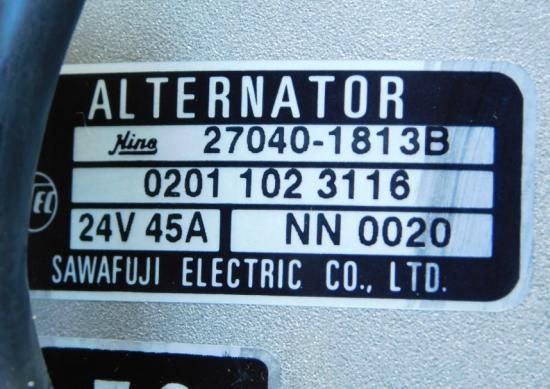 ALTERNATOR
Hino 27040-1813B
0201 102 3116
24V 45A NN 0020
SAWAFUJI ELECTRIC CO., LTD.